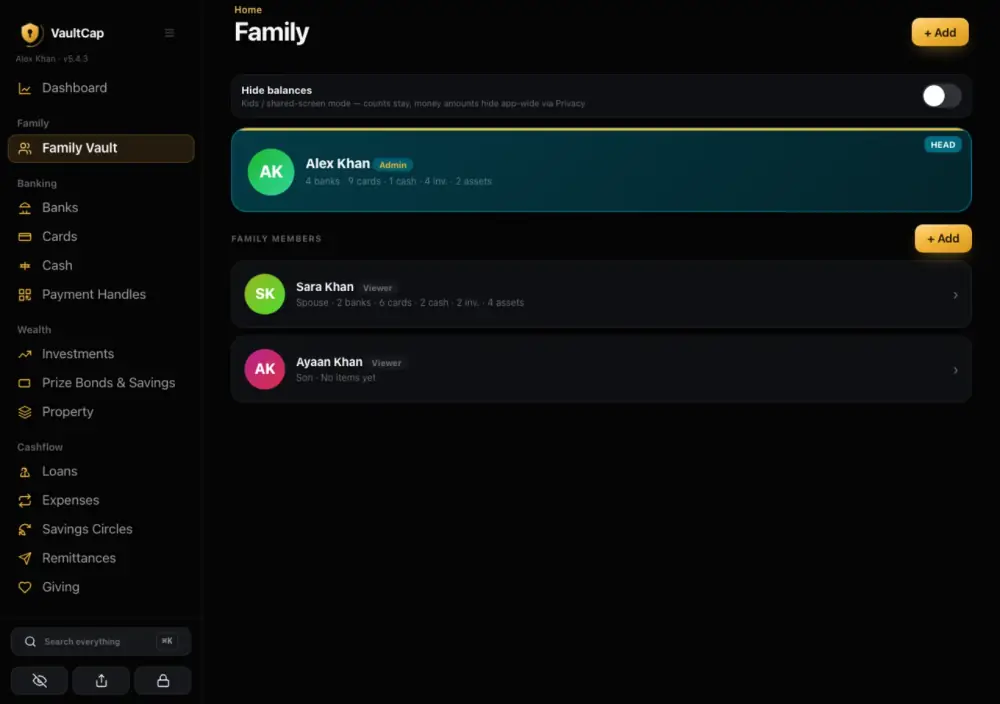 VaultCap
Alex Khan · v5.4.3
Dashboard
Family
Family Vault
Banking
Banks
Cards
Cash
Payment Handles
Wealth
Investments
Prize Bonds & Savings
Property
Cashflow
Loans
Expenses
Savings Circles
Remittances
Giving
Search everything ⌘K
Home
Family
+ Add
Hide balances
Kids / shared-screen mode — counts stay, money amounts hide app-wide via Privacy
HEAD
AK
Alex Khan Admin
4 banks · 9 cards · 1 cash · 4 inv. · 2 assets
FAMILY MEMBERS
+ Add
SK
Sara Khan Viewer
Spouse · 2 banks · 6 cards · 2 cash · 2 inv. · 4 assets
AK
Ayaan Khan Viewer
Son · No items yet